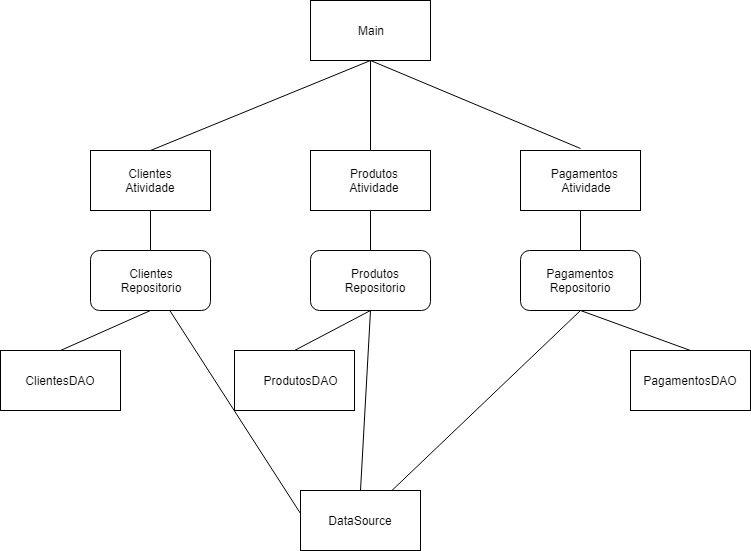 Main
Clientes
Atividade
Produtos
Atividade
Pagamentos
Atividade
Clientes
Repositorio
Produtos
Repositorio
Pagamentos
Repositorio
ClientesDAO
ProdutosDAO
PagamentosDAO
DataSource